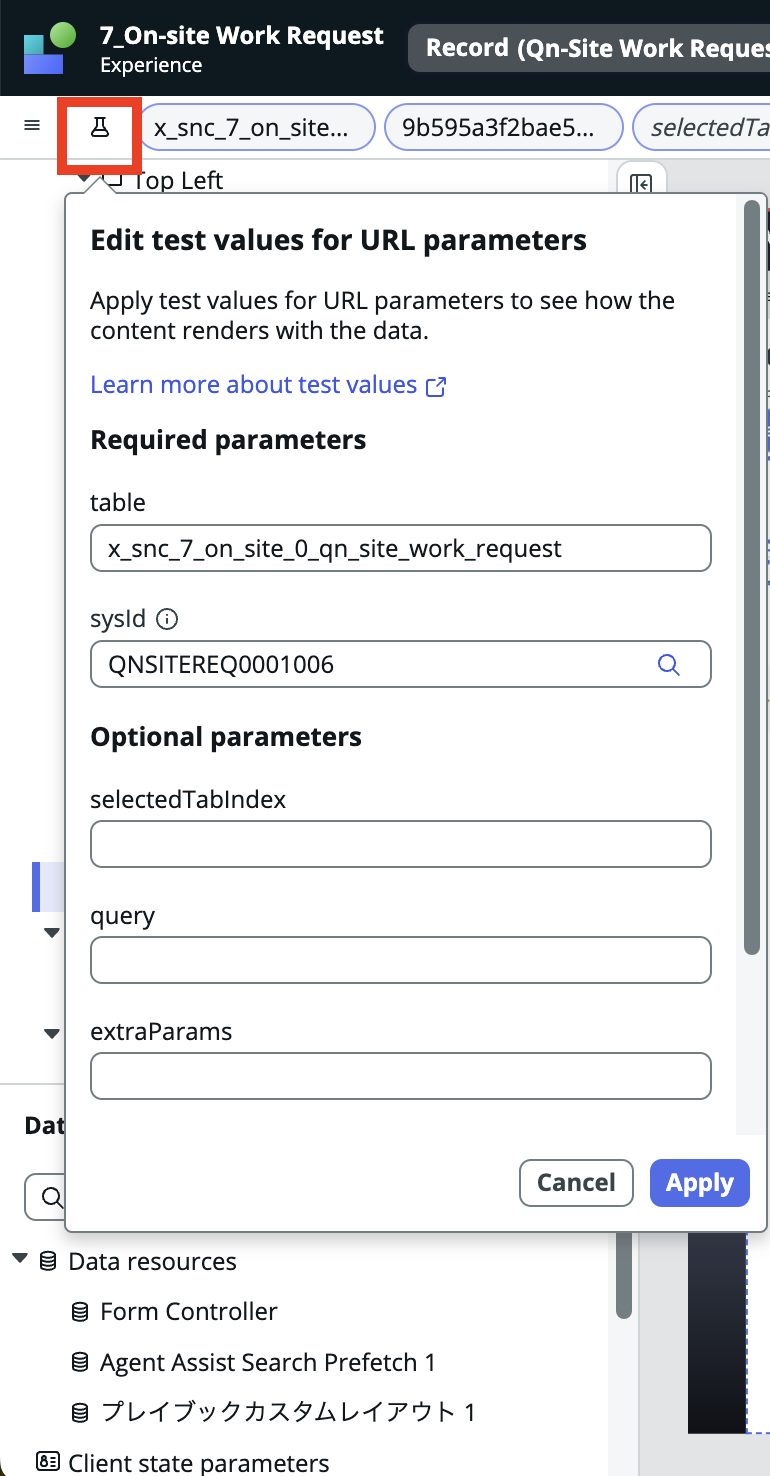 7_On-site Work Request
Experience
Record (Qn-Site Work Reques
x_snc_7_on_site...
9b595a3f2bae5...
selectedTa
Top Left
Edit test values for URL parameters
Apply test values for URL parameters to see how the
content renders with the data.
Learn more about test values
Required parameters
table
x_snc_7_on_site_0_qn_site_work_request
sysId
QNSITEREQ0001006
Optional parameters
selectedTabIndex
query
extraParams
Dat
Cancel
Apply
Data resources
Form Controller
Agent Assist Search Prefetch 1
プレイブックカスタムレイアウト 1
Client state parameters